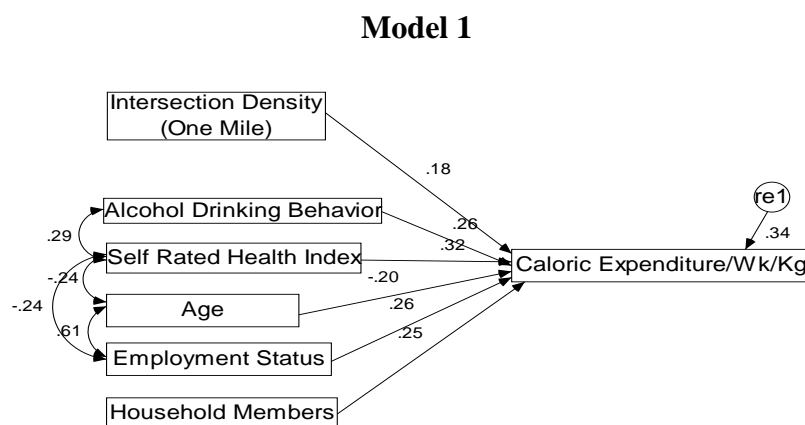 Model 1
Intersection Density
(One Mile)
.18
Alcohol Drinking Behavior
.26
re1
.29
.32
.34
Self Rated Health Index
Caloric Expenditure/Wk/Kg
-.24
-.20
-.24
Age
.26
.61
.25
Employment Status
Household Members